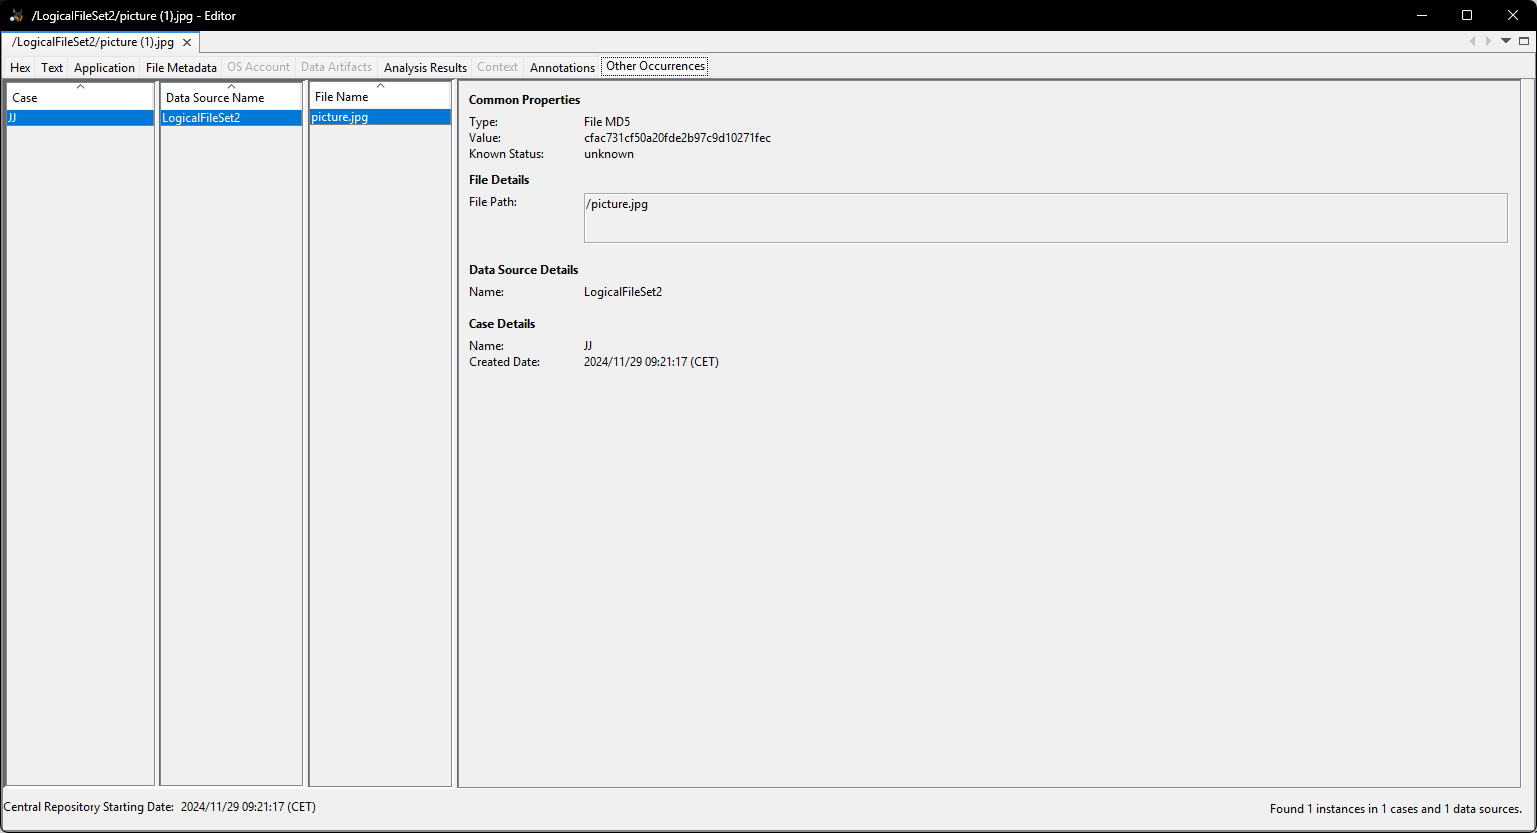 /LogicalFileSet2/picture (1).jpg - Editor
/LogicalFileSet2/picture (1).jpg
Hex Text Application File Metadata OS Account Data Artifacts Analysis Results Context Annotations Other Occurrences
Case Data Source Name File Name
JJ LogicalFileSet2 picture.jpg
Common Properties
Type: File MD5
Value: cfac731cf50a20fde2b97c9d10271fec
Known Status: unknown
File Details
File Path: /picture.jpg
Data Source Details
Name: LogicalFileSet2
Case Details
Name: JJ
Created Date: 2024/11/29 09:21:17 (CET)
Central Repository Starting Date: 2024/11/29 09:21:17 (CET)
Found 1 instances in 1 cases and 1 data sources.